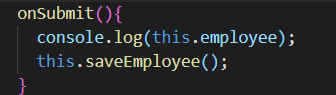 onSubmit(){
  console.log(this.employee);
  this.saveEmployee();
}